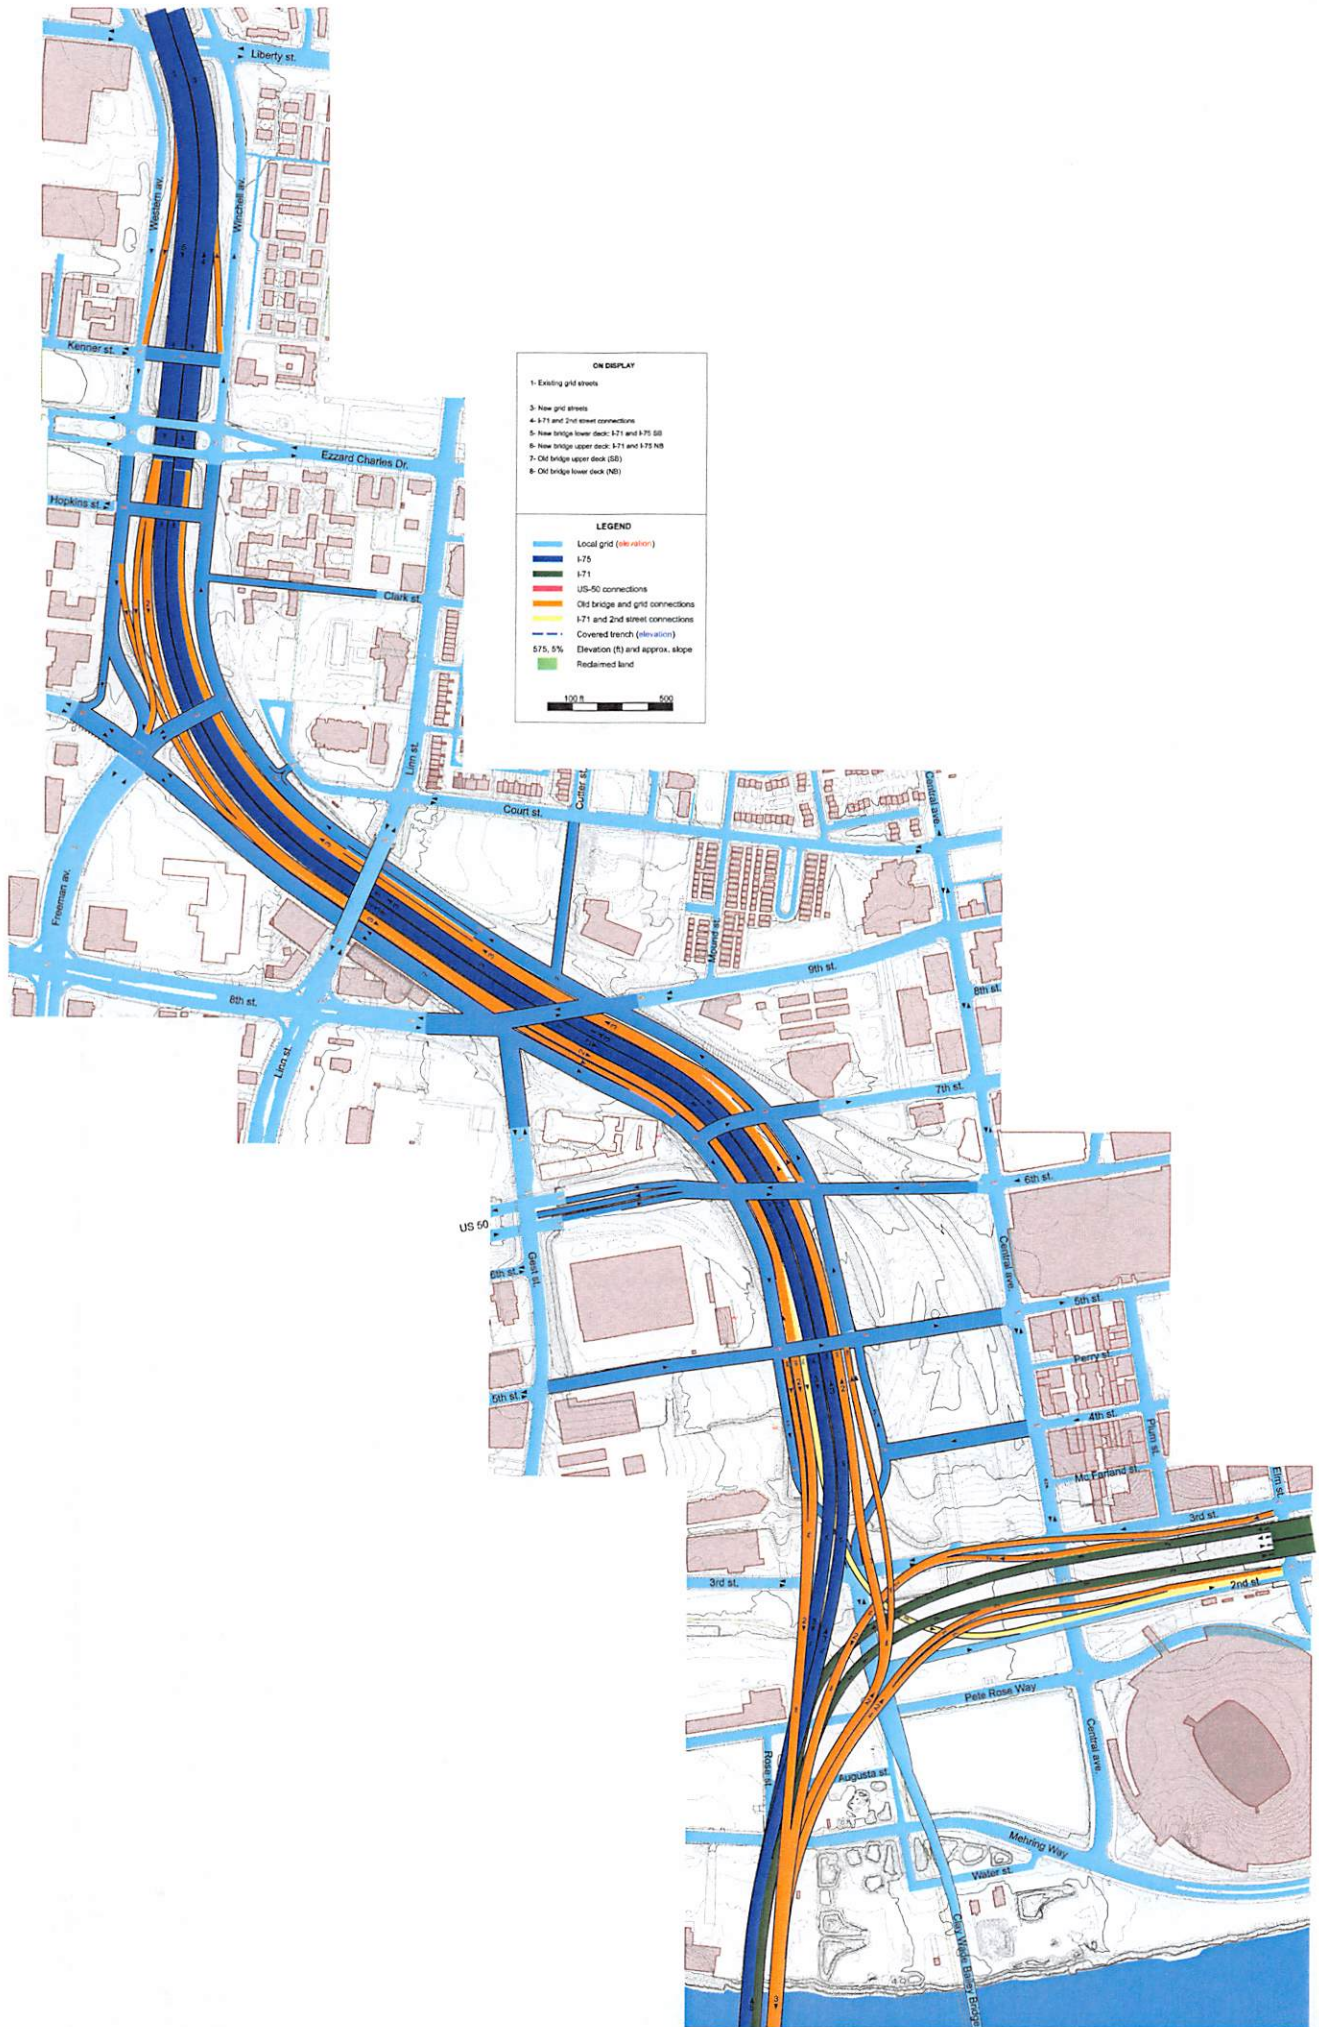 Liberty st.
Western av.
Winchell av.
Kenner st.
ON DISPLAY
1- Existing grid streets
3- New grid streets
4- I-71 and 2nd street connections
5- New bridge lower deck: I-71 and I-75 SB
6- New bridge upper deck: I-71 and I-75 NB
7- Old bridge upper deck (SB)
8- Old bridge lower deck (NB)
LEGEND
Local grid (elevation)
I-75
I-71
US-50 connections
Old bridge and grid connections
I-71 and 2nd street connections
Covered trench (elevation)
575, 5% Elevation (ft) and approx. slope
Reclaimed land
100 ft 500
Ezzard Charles Dr.
Hopkins st.
Clark st.
Linn st.
Cutter st.
Court st.
Central ave.
Freeman av.
Mound st.
9th st.
8th st.
8th st.
Linn st.
7th st.
6th st.
US 50
Gest st.
6th st.
Central ave.
5th st.
Perry st.
5th st.
4th st.
Plum st.
Mc Farland st.
Elm st.
3rd st.
3rd st.
2nd st.
Pete Rose Way
Central ave.
Rose st.
Augusta st.
Mehring Way
Water st.
Clay Wade Bailey Bridge